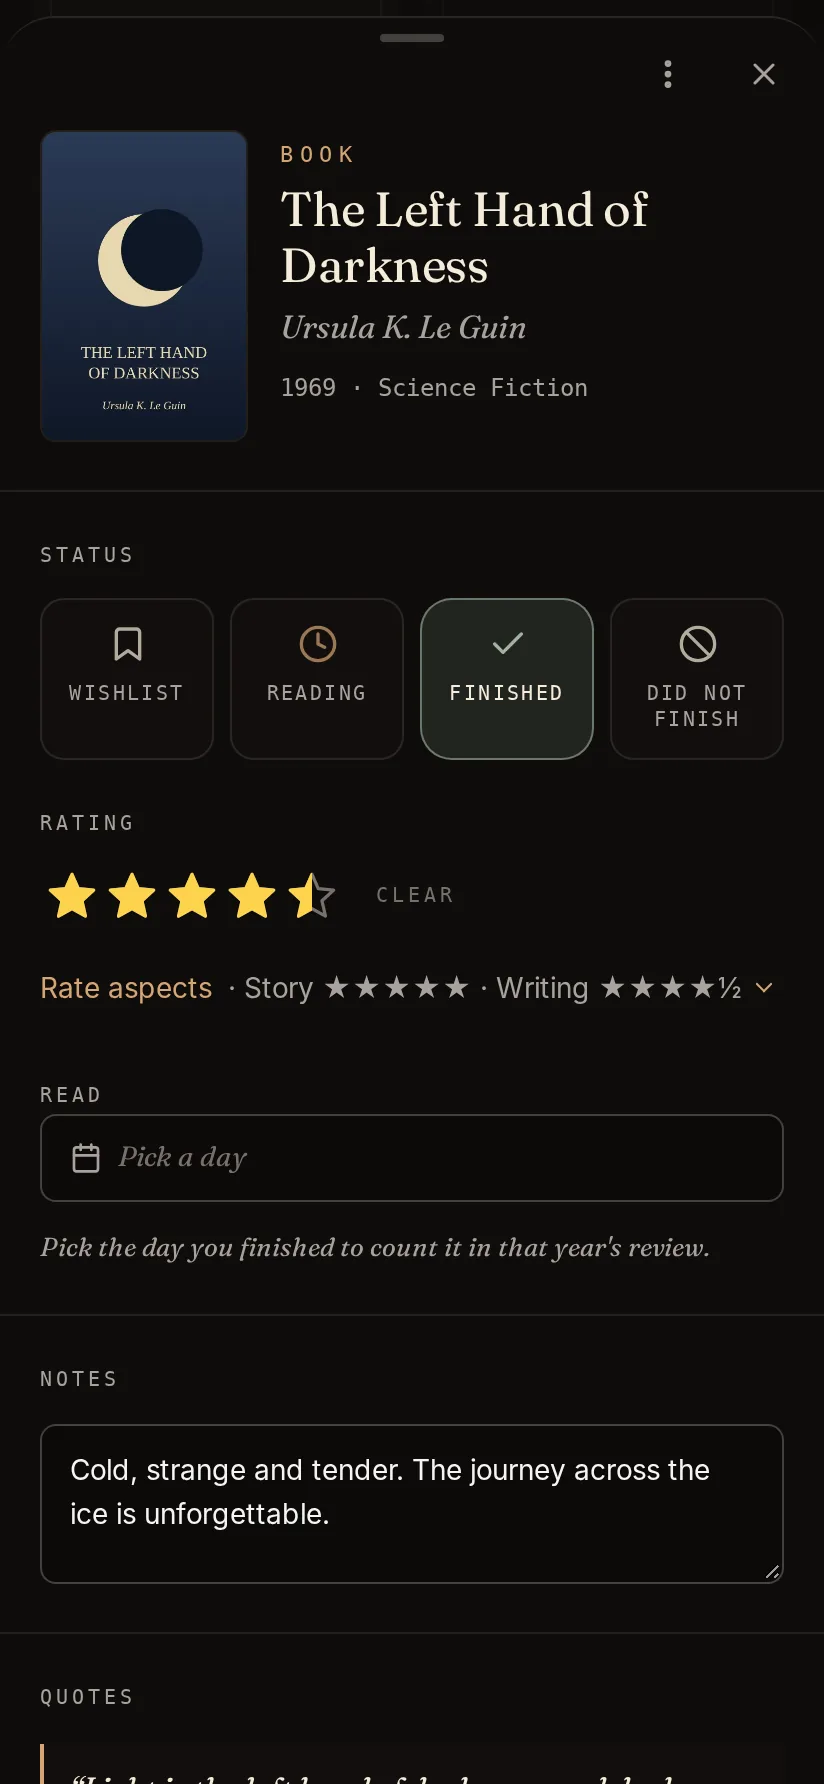 BOOK
The Left Hand of
Darkness
Ursula K. Le Guin
1969 · Science Fiction
THE LEFT HAND
OF DARKNESS
Ursula K. Le Guin
STATUS
WISHLIST
READING
FINISHED
DID NOT
FINISH
RATING
CLEAR
Rate aspects · Story ★★★★★ · Writing ★★★★½
READ
Pick a day
Pick the day you finished to count it in that year's review.
NOTES
Cold, strange and tender. The journey across the
ice is unforgettable.
QUOTES